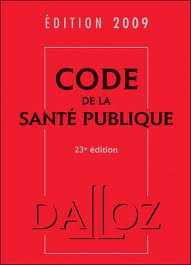 ÉDITION 2009
CODE
DE LA
SANTÉ PUBLIQUE
23e édition
DALLOZ